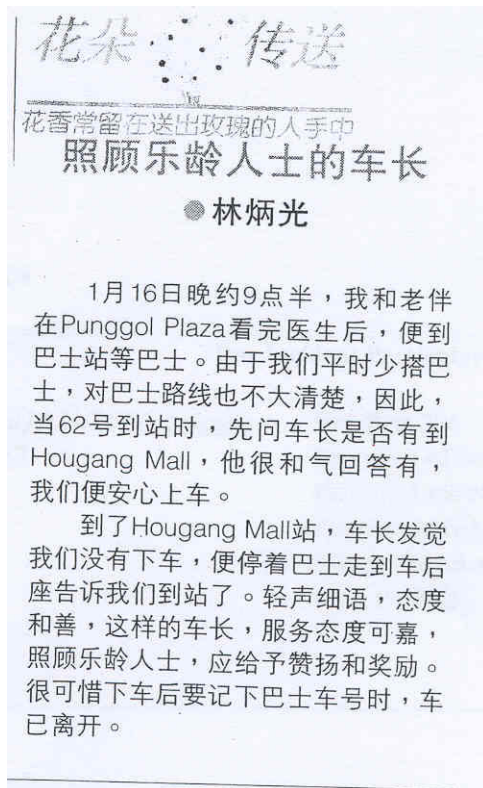 花朵 传送
花香常留在送出玫瑰的人手中
照顾乐龄人士的车长
●林炳光
1月16日晚约9点半，我和老伴
在Punggol Plaza看完医生后，便到
巴士站等巴士。由于我们平时少搭巴
士，对巴士路线也不大清楚，因此，
当62号到站时，先问车长是否有到
Hougang Mall，他很和气回答有，
我们便安心上车。
到了Hougang Mall站，车长发觉
我们没有下车，便停着巴士走到车后
座告诉我们到站了。轻声细语，态度
和善，这样的车长，服务态度可嘉，
照顾乐龄人士，应给予赞扬和奖励。
很可惜下车后要记下巴士车号时，车
已离开。